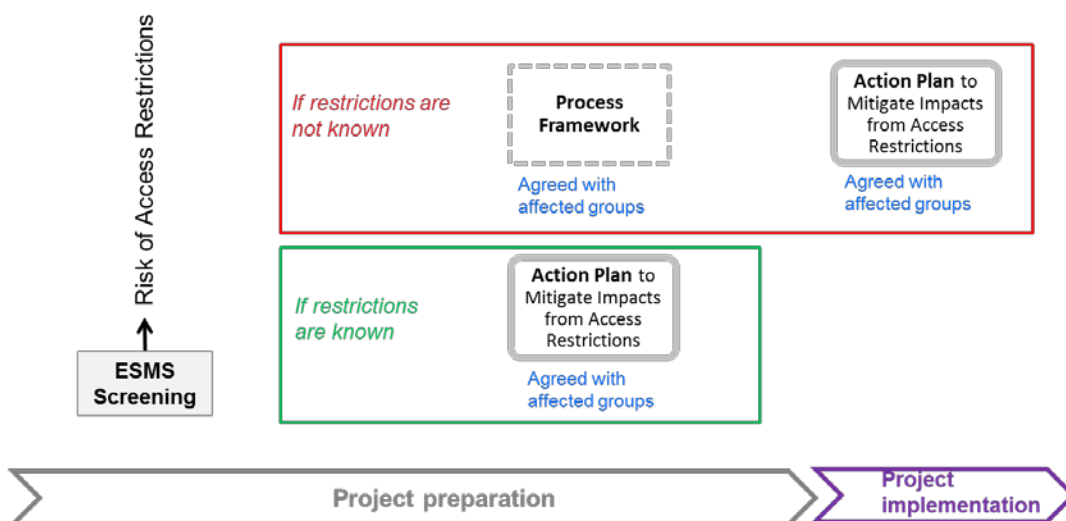 Risk of Access Restrictions
ESMS
Screening
If restrictions are
not known
Process
Framework
Agreed with
affected groups
Action Plan to
Mitigate Impacts
from Access
Restrictions
Agreed with
affected groups
If restrictions
are known
Action Plan to
Mitigate Impacts
from Access
Restrictions
Agreed with
affected groups
Project preparation
Project
implementation